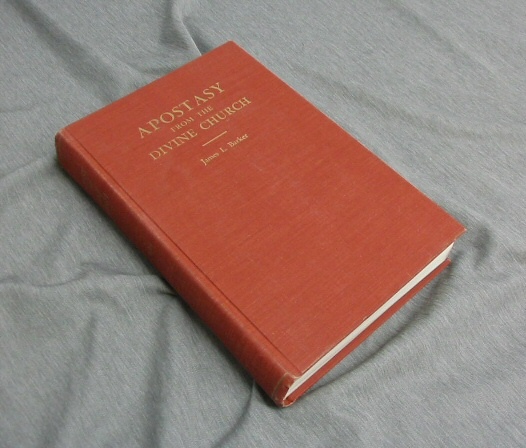 APOSTASY
FROM THE
DIVINE CHURCH
James L. Barker